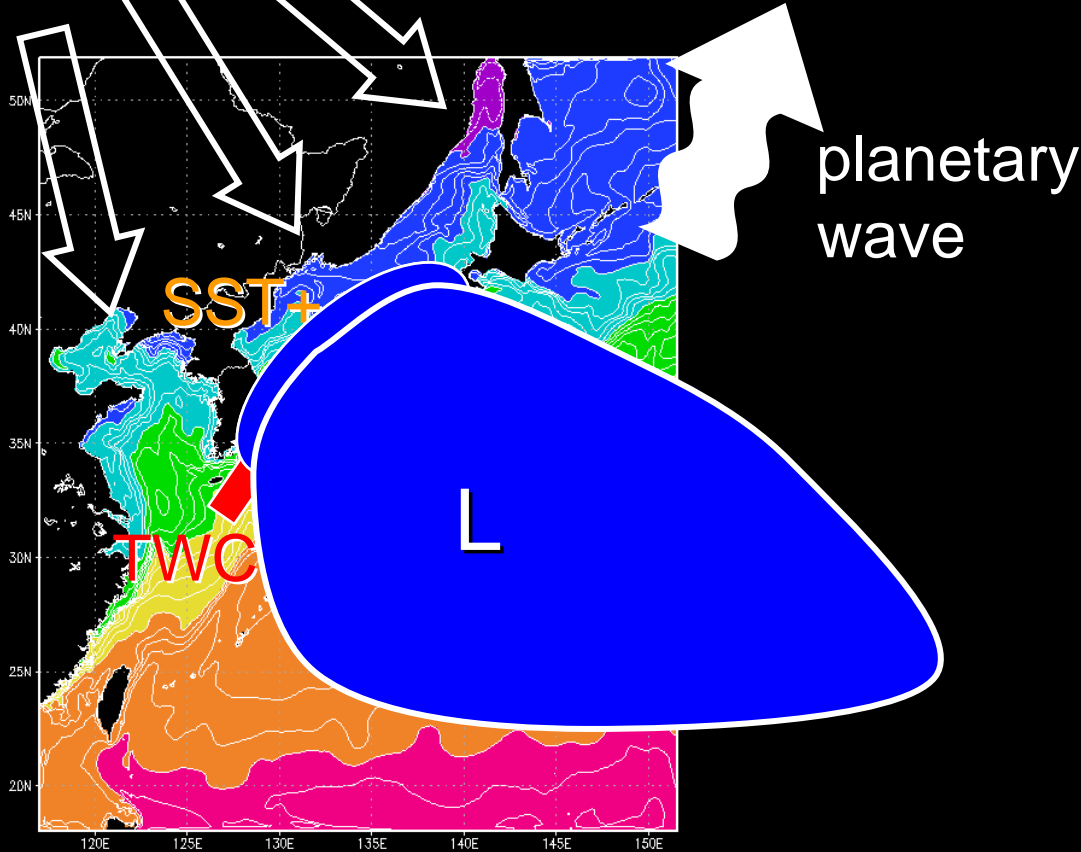 planetary
wave
SST+
L
TWC
50N
45N
40N
35N
30N
25N
20N
120E
125E
130E
135E
140E
145E
150E